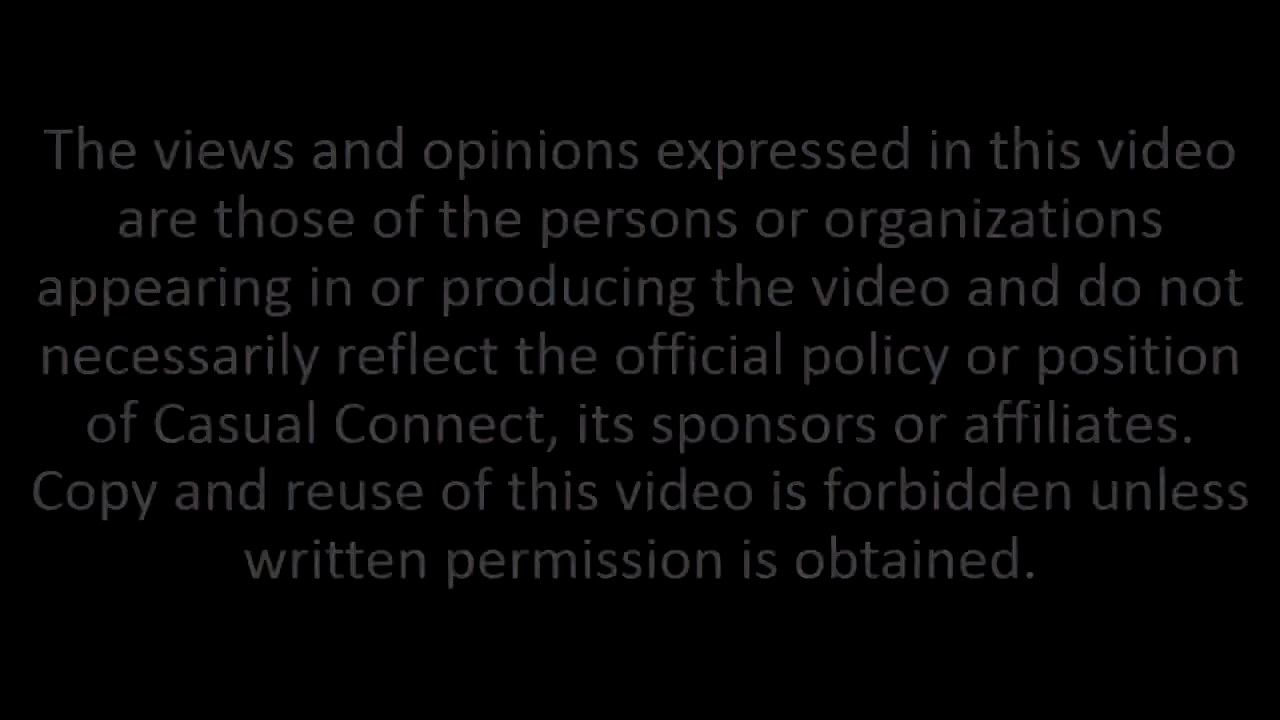 The views and opinions expressed in this video
are those of the persons or organizations
appearing in or producing the video and do not
necessarily reflect the official policy or position
of Casual Connect, its sponsors or affiliates.
Copy and reuse of this video is forbidden unless
written permission is obtained.